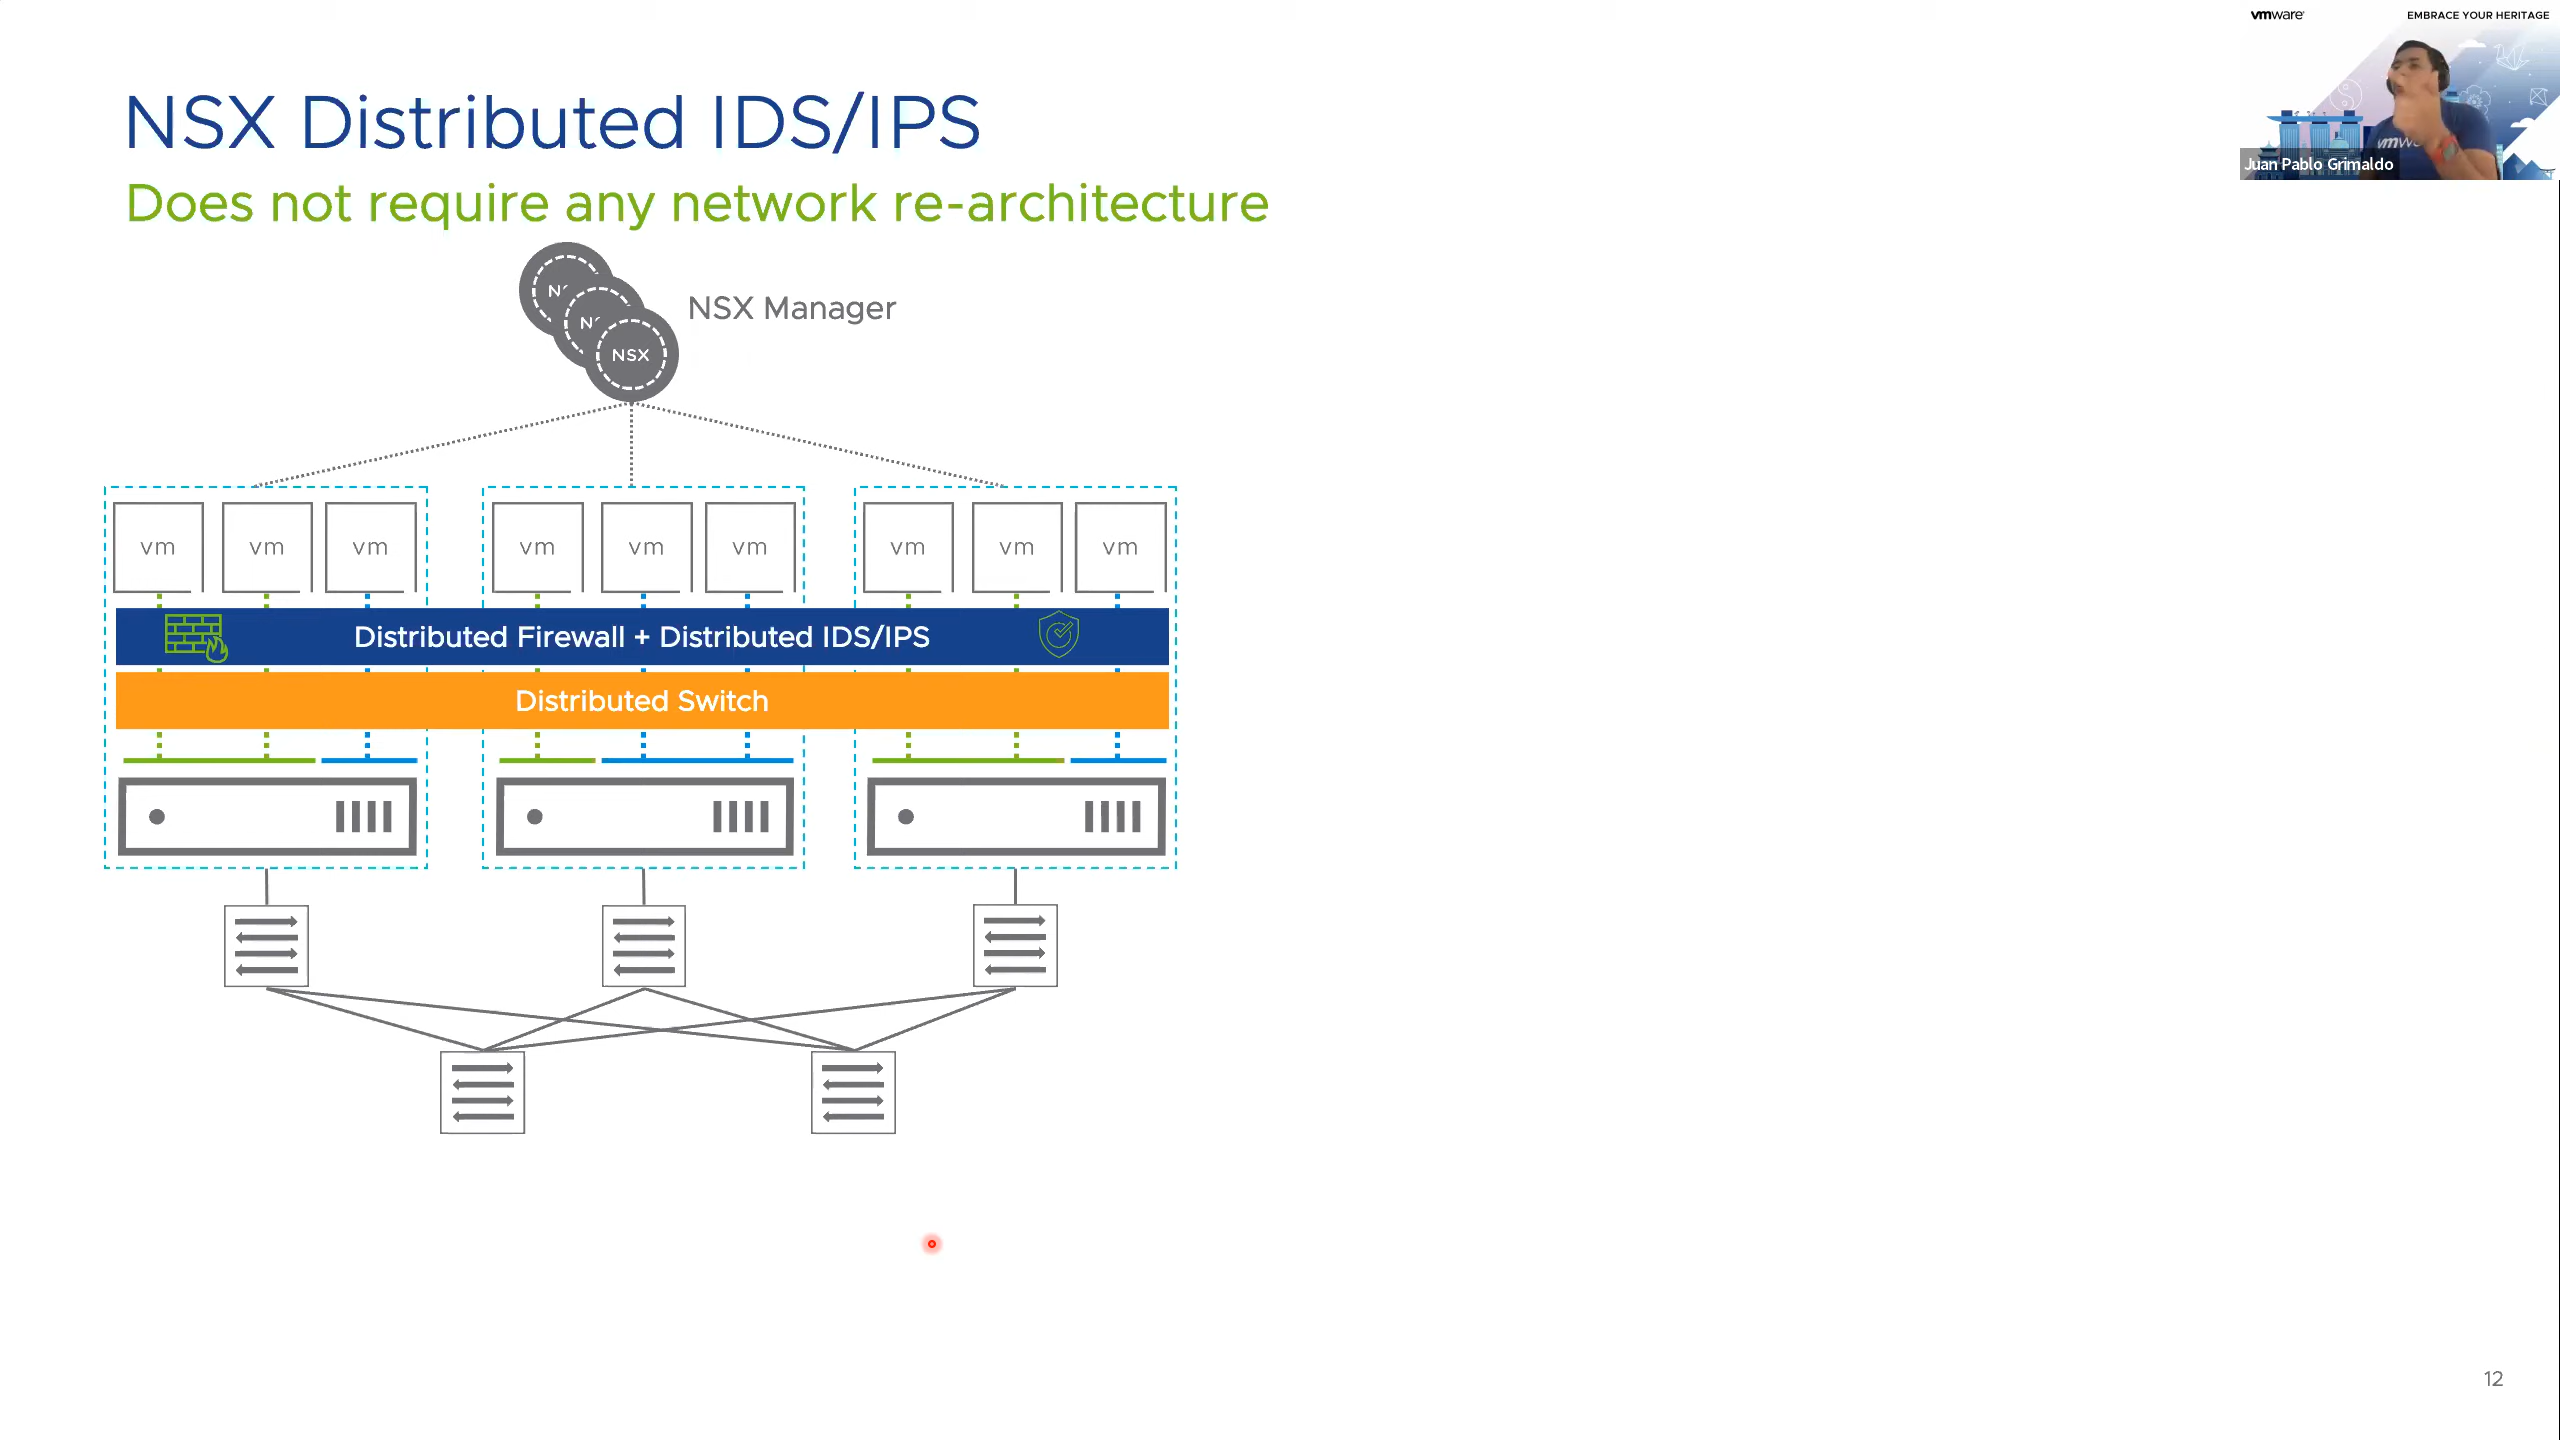 vmware
EMBRACE YOUR HERITAGE
NSX Distributed IDS/IPS
Juan Pablo Grimaldo
Does not require any network re-architecture
NSX Manager
NSX
vm vm vm vm vm vm vm vm vm
Distributed Firewall + Distributed IDS/IPS
Distributed Switch
12